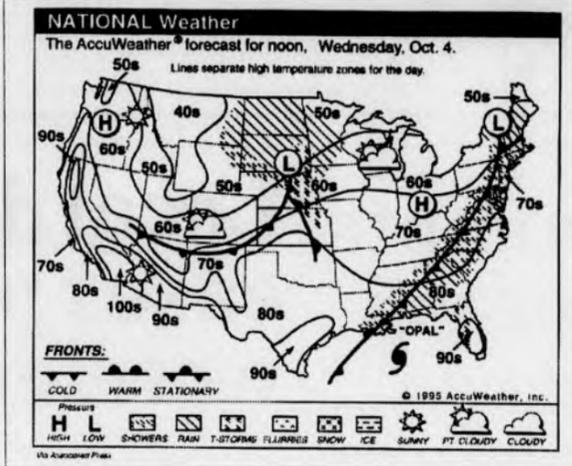 NATIONAL Weather
The AccuWeather® forecast for noon, Wednesday, Oct. 4.
Lines separate high temperature zones for the day.
50s
40s
50s
50s
H
L
90s
60s
50s
50s
L
60s
60s
H
60s
70s
70s
70s
70s
80s
100s
90s
80s
80s
"OPAL"
90s
90s
FRONTS:
COLD WARM STATIONARY
© 1995 AccuWeather, Inc.
Pressure
H L
HIGH LOW SHOWERS RAIN T-STORMS FLURRIES SNOW ICE SUNNY PT CLOUDY CLOUDY
Via Associated Press